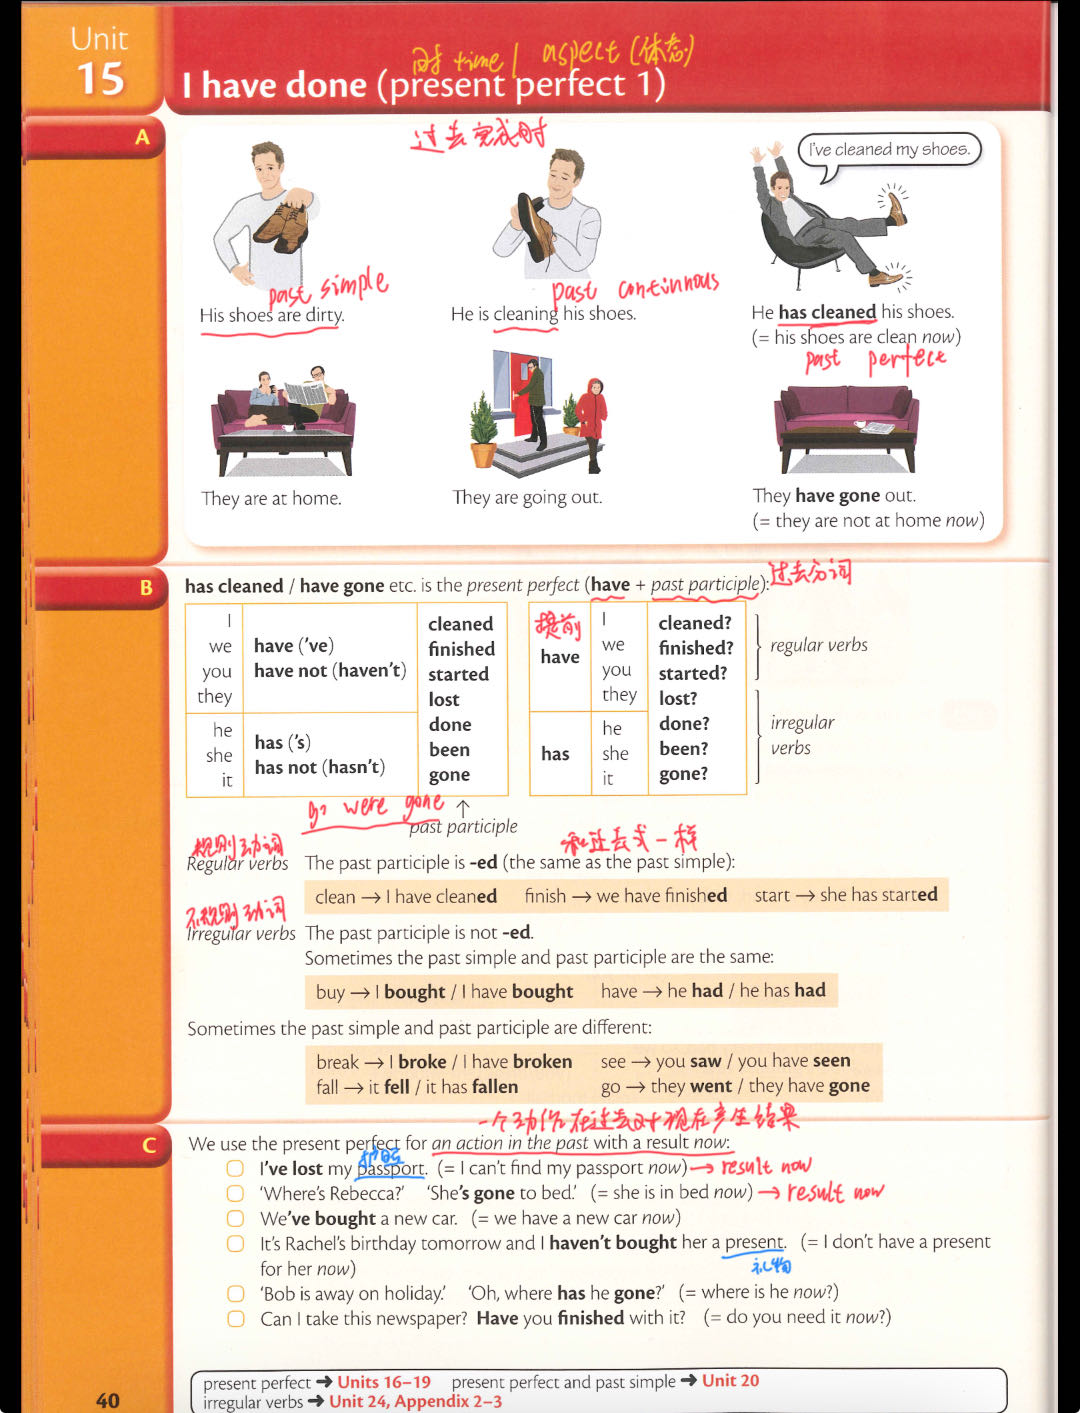 Unit
15
时 time / aspect (体态)
I have done (present perfect 1)
A
过去完成时
I've cleaned my shoes.
past simple
past continuous
His shoes are dirty.
He is cleaning his shoes.
He has cleaned his shoes.
(= his shoes are clean now)
past perfect
They are at home.
They are going out.
They have gone out.
(= they are not at home now)
B
has cleaned / have gone etc. is the present perfect (have + past participle): 过去分词
I
we
you
they
have ('ve)
have not (haven't)
he
she
it
has ('s)
has not (hasn't)
cleaned
finished
started
lost
done
been
gone
提前
have
I
we
you
they
has
he
she
it
cleaned?
finished?
started?
lost?
done?
been?
gone?
regular verbs
irregular
verbs
go were gone ↑
past participle
规则动词
和过去式一样
Regular verbs The past participle is -ed (the same as the past simple):
clean → I have cleaned finish → we have finished start → she has started
不规则动词
Irregular verbs The past participle is not -ed.
Sometimes the past simple and past participle are the same:
buy → I bought / I have bought have → he had / he has had
Sometimes the past simple and past participle are different:
break → I broke / I have broken see → you saw / you have seen
fall → it fell / it has fallen go → they went / they have gone
一个动作在过去对现在产生结果
C
We use the present perfect for an action in the past with a result now:
护照
I've lost my passport. (= I can't find my passport now) → result now
'Where's Rebecca?' 'She's gone to bed.' (= she is in bed now) → result now
We've bought a new car. (= we have a new car now)
It's Rachel's birthday tomorrow and I haven't bought her a present. (= I don't have a present
for her now)
礼物
'Bob is away on holiday.' 'Oh, where has he gone?' (= where is he now?)
Can I take this newspaper? Have you finished with it? (= do you need it now?)
present perfect → Units 16–19 present perfect and past simple → Unit 20
irregular verbs → Unit 24, Appendix 2–3
40